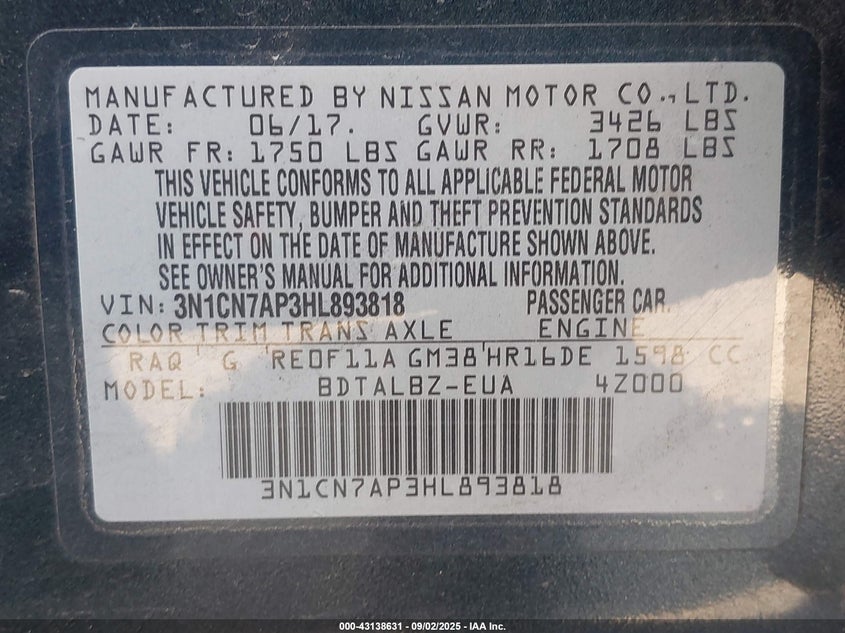 MANUFACTURED BY NISSAN MOTOR CO., LTD.
DATE: 06/17. GVWR: 3426 LBS
GAWR FR: 1750 LBS GAWR RR: 1708 LBS
THIS VEHICLE CONFORMS TO ALL APPLICABLE FEDERAL MOTOR
VEHICLE SAFETY, BUMPER AND THEFT PREVENTION STANDARDS
IN EFFECT ON THE DATE OF MANUFACTURE SHOWN ABOVE.
SEE OWNER'S MANUAL FOR ADDITIONAL INFORMATION.
VIN: 3N1CN7AP3HL893818 PASSENGER CAR.
COLOR TRIM TRANS AXLE ENGINE
RAQ G RE0F11A GM38 HR16DE 1598 CC
MODEL: BDTALBZ-EUA 4Z000
3N1CN7AP3HL893818
000-43138631 - 09/02/2025 - IAA Inc.